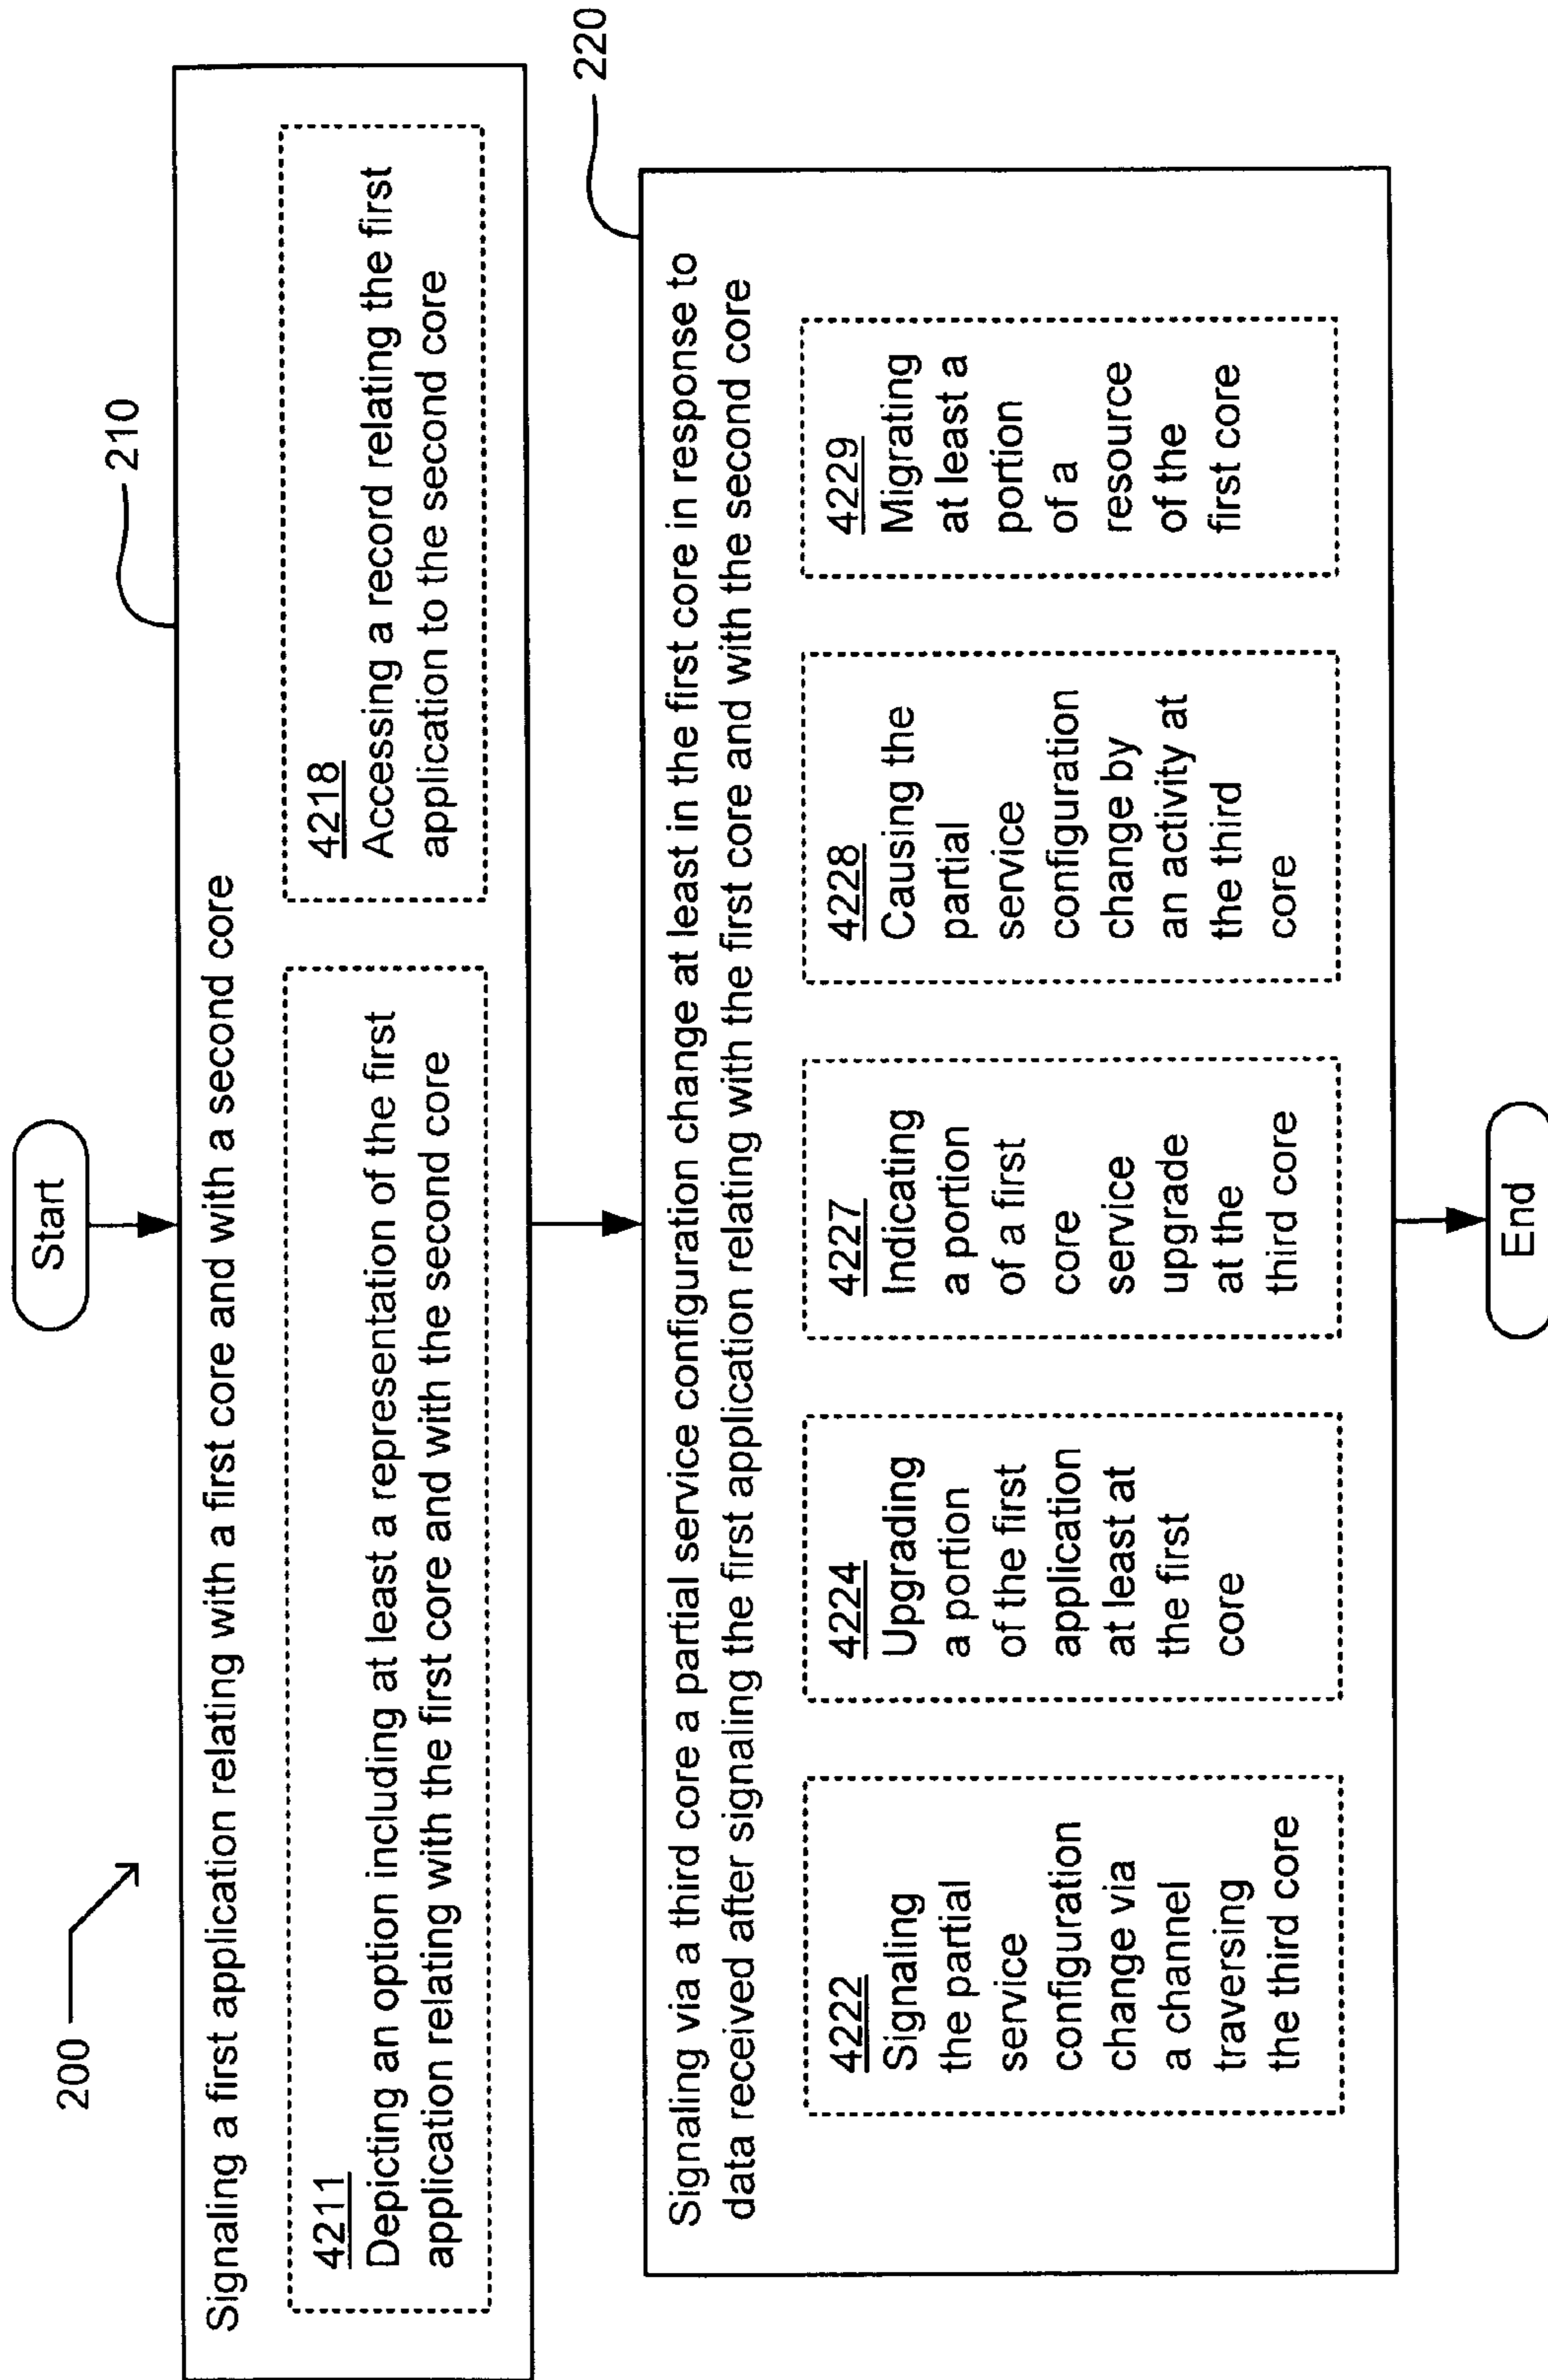 200
Start
210
Signaling a first application relating with a first core and with a second core
4211
Depicting an option including at least a representation of the first
application relating with the first core and with the second core
4218
Accessing a record relating the first
application to the second core
220
Signaling via a third core a partial service configuration change at least in the first core in response to
data received after signaling the first application relating with the first core and with the second core
4222
Signaling
the partial
service
configuration
change via
a channel
traversing
the third core
4224
Upgrading
a portion
of the first
application
at least at
the first
core
4227
Indicating
a portion
of a first
core
service
upgrade
at the
third core
4228
Causing the
partial
service
configuration
change by
an activity at
the third
core
4229
Migrating
at least a
portion
of a
resource
of the
first core
End